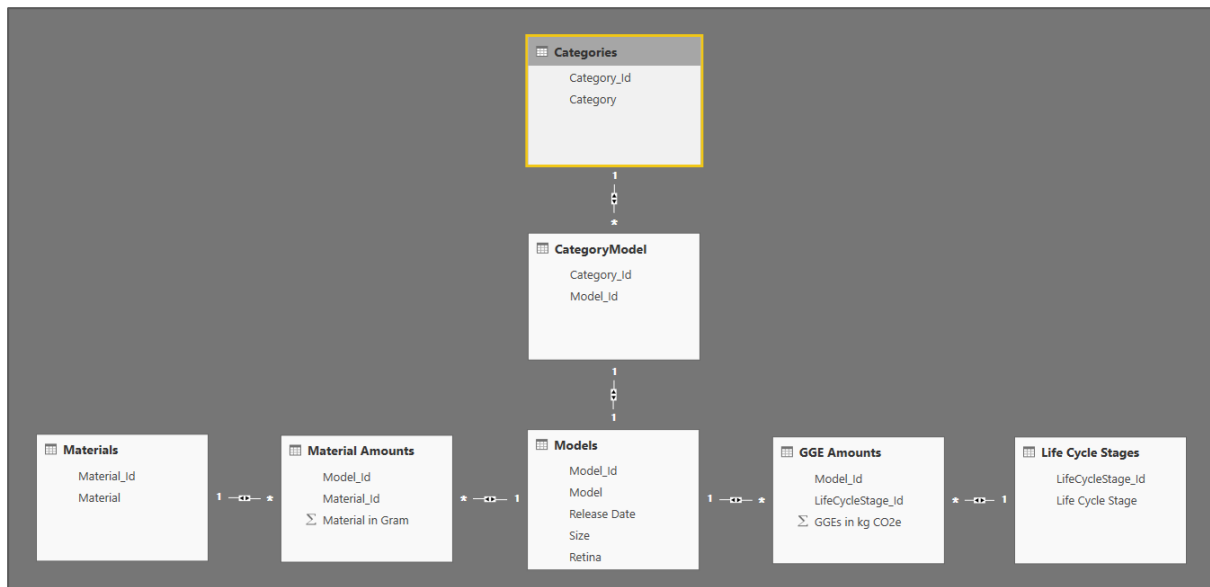 Categories
Category_Id
Category
1
*
CategoryModel
Category_Id
Model_Id
1
1
Materials
Material_Id
Material
1
*
Material Amounts
Model_Id
Material_Id
Σ Material in Gram
*
1
Models
Model_Id
Model
Release Date
Size
Retina
1
*
GGE Amounts
Model_Id
LifeCycleStage_Id
Σ GGEs in kg CO2e
*
1
Life Cycle Stages
LifeCycleStage_Id
Life Cycle Stage